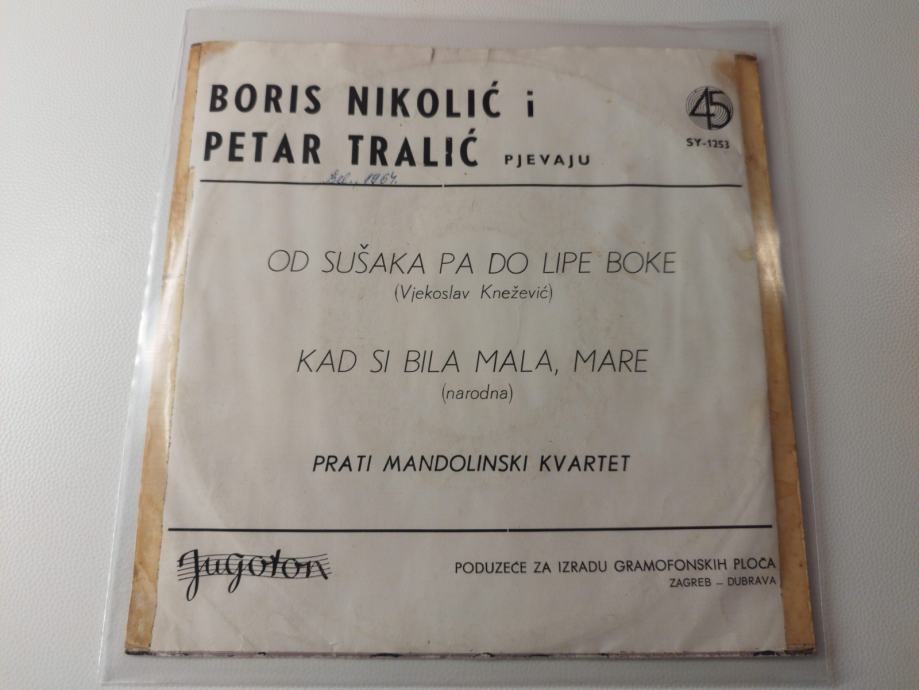 BORIS NIKOLIĆ i
PETAR TRALIĆ PJEVAJU
45
SY-1253
1964.
OD SUŠAKA PA DO LIPE BOKE
(Vjekoslav Knežević)
KAD SI BILA MALA, MARE
(narodna)
PRATI MANDOLINSKI KVARTET
Jugoton
PODUZEĆE ZA IZRADU GRAMOFONSKIH PLOČA
ZAGREB – DUBRAVA